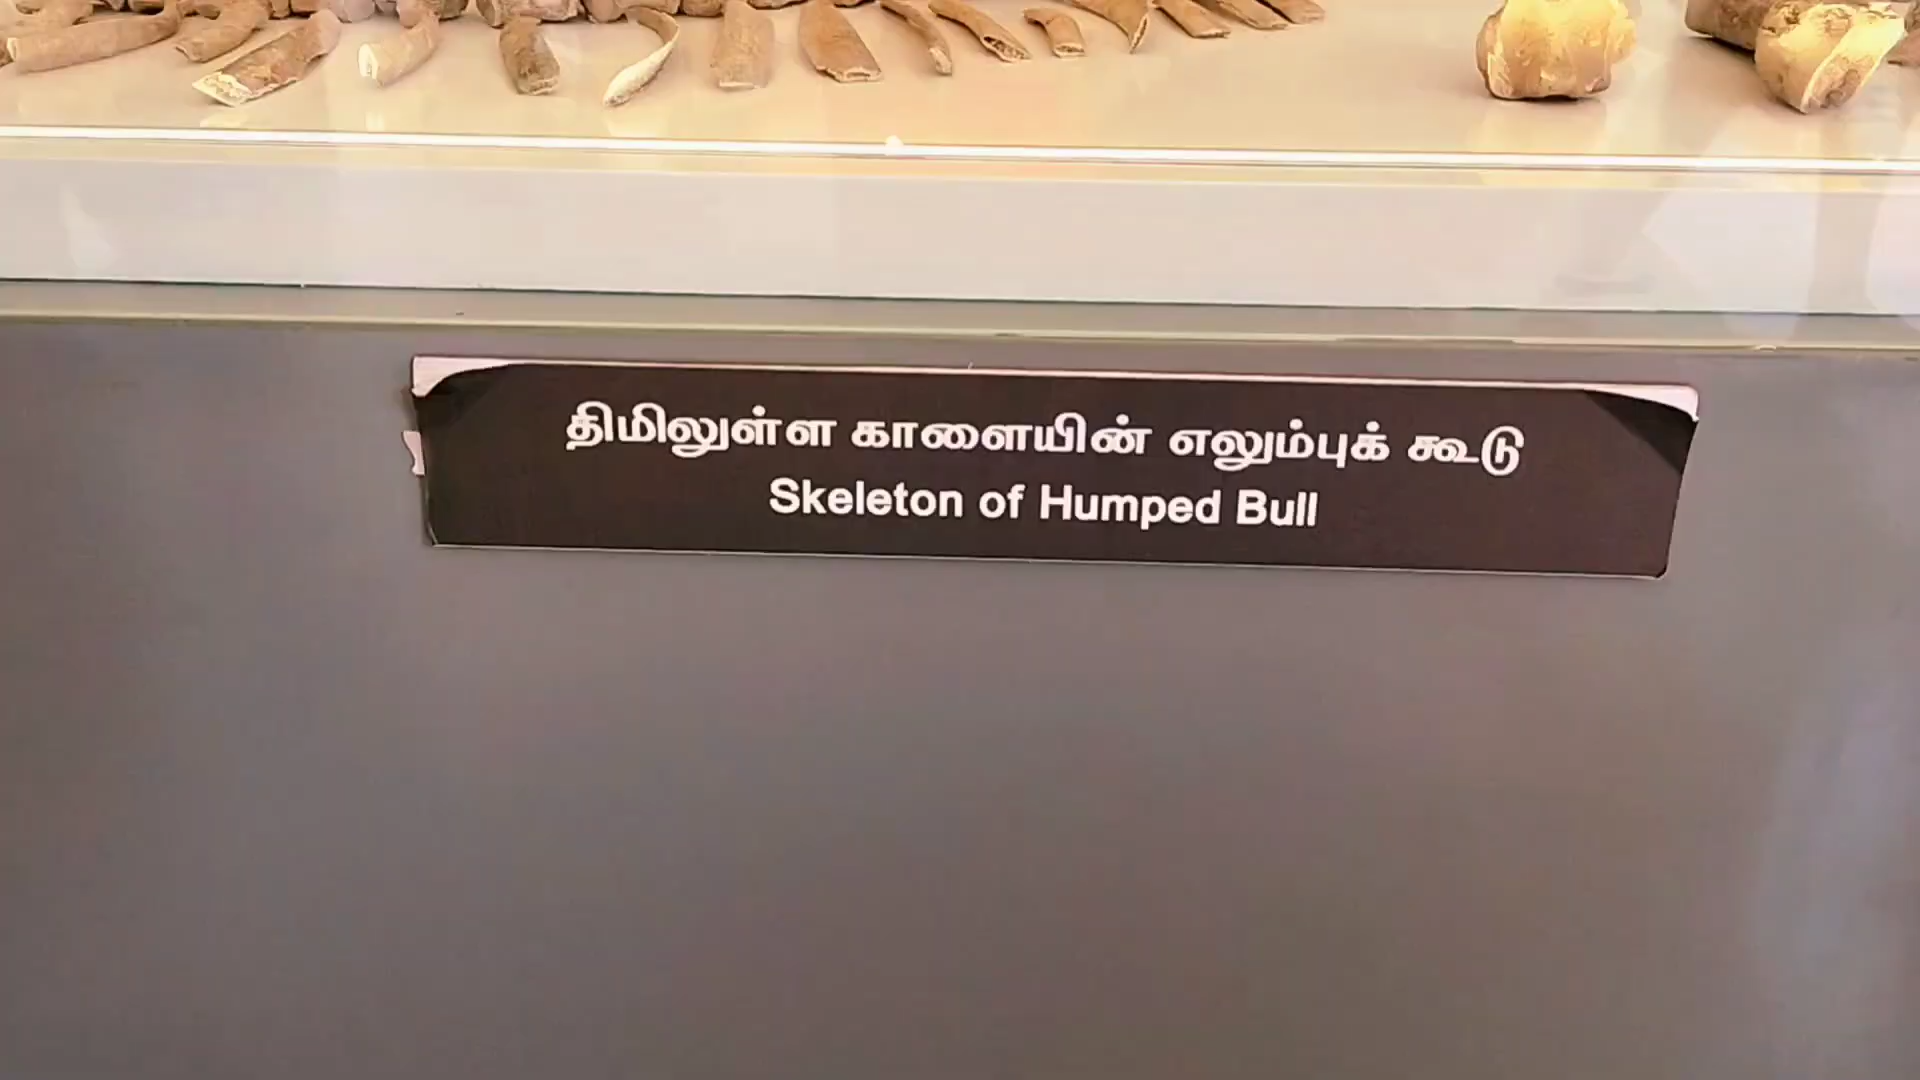 திமிலுள்ள காளையின் எலும்புக் கூடு
Skeleton of Humped Bull